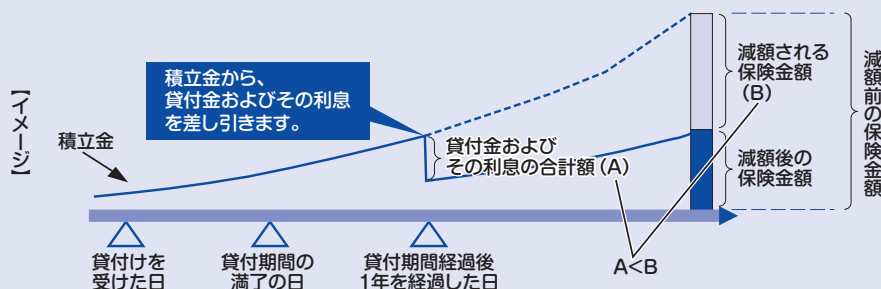 【イメージ】
積立金
積立金から、
貸付金およびその利息
を差し引きます。
貸付金および
その利息の合計額（A）
減額される
保険金額
（B）
減額後の
保険金額
減額前の保険金額
貸付けを
受けた日
貸付期間の
満了の日
貸付期間経過後
1年を経過した日
A<B